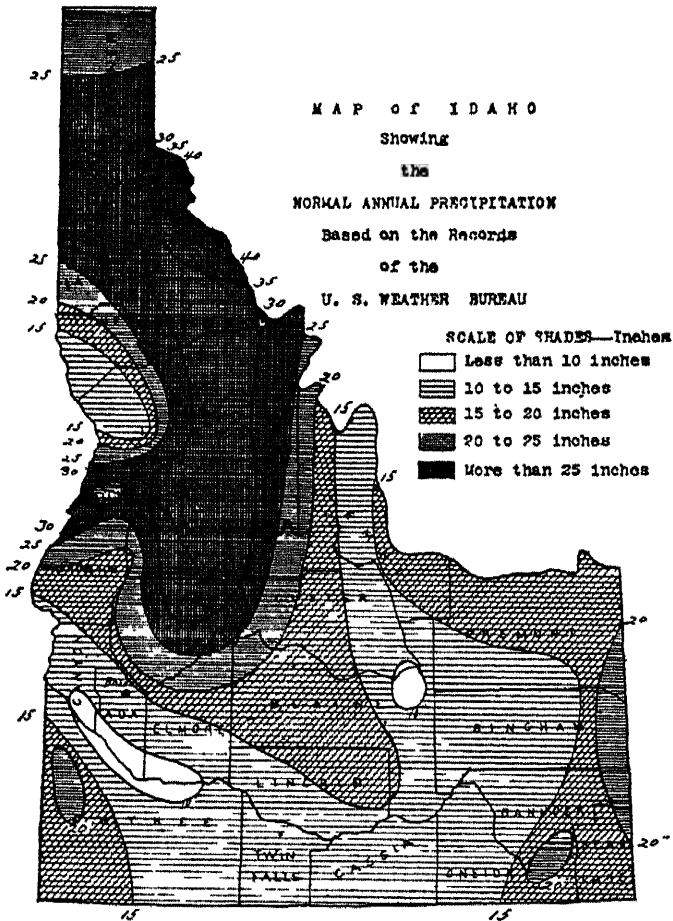 MAP of IDAHO
Showing
the
NORMAL ANNUAL PRECIPITATION
Based on the Records
of the
U. S. WEATHER BUREAU
SCALE OF SHADES—Inches
Less than 10 inches
10 to 15 inches
15 to 20 inches
20 to 25 inches
More than 25 inches
25
25
30
35
40
25
40
35
30
20
25
15
20
15
15
20
25
30
15
30
25
20
15
20
15
ADA
ELMORE
BLAINE
FREMONT
BINGHAM
LINCOLN
TWIN
FALLS
CASSIA
ONEIDA
20"
15
15